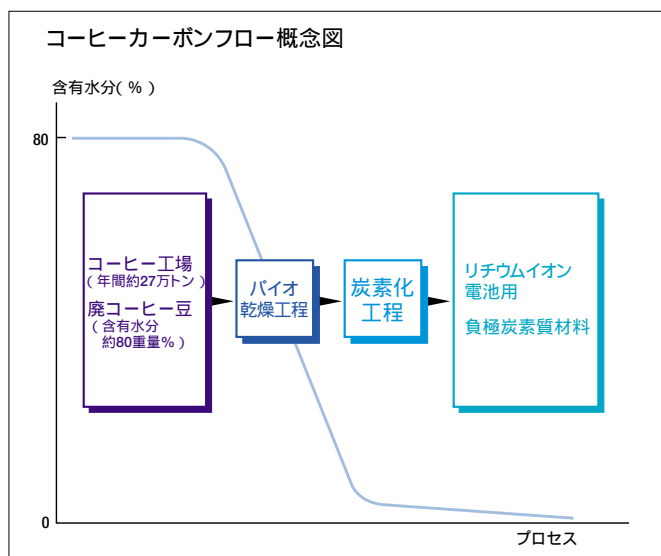 コーヒーカーボンフロー概念図
含有水分( % )
80
コーヒー工場
( 年間約27万トン )
廃コーヒー豆
( 含有水分
約80重量% )
バイオ
乾燥工程
炭素化
工程
リチウムイオン
電池用
負極炭素質材料
0
プロセス